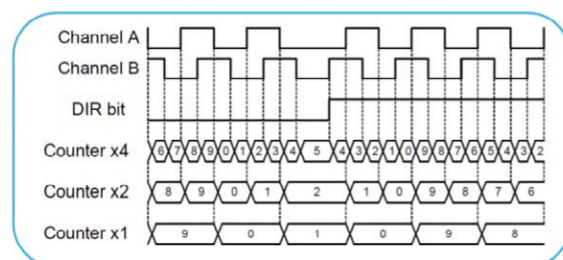 Channel A
Channel B
DIR bit
Counter x4 6 7 8 9 0 1 2 3 4 5 4 3 2 1 0 9 8 7 6 5 4 3 2
Counter x2 8 9 0 1 2 1 0 9 8 7 6
Counter x1 9 0 1 0 9 8